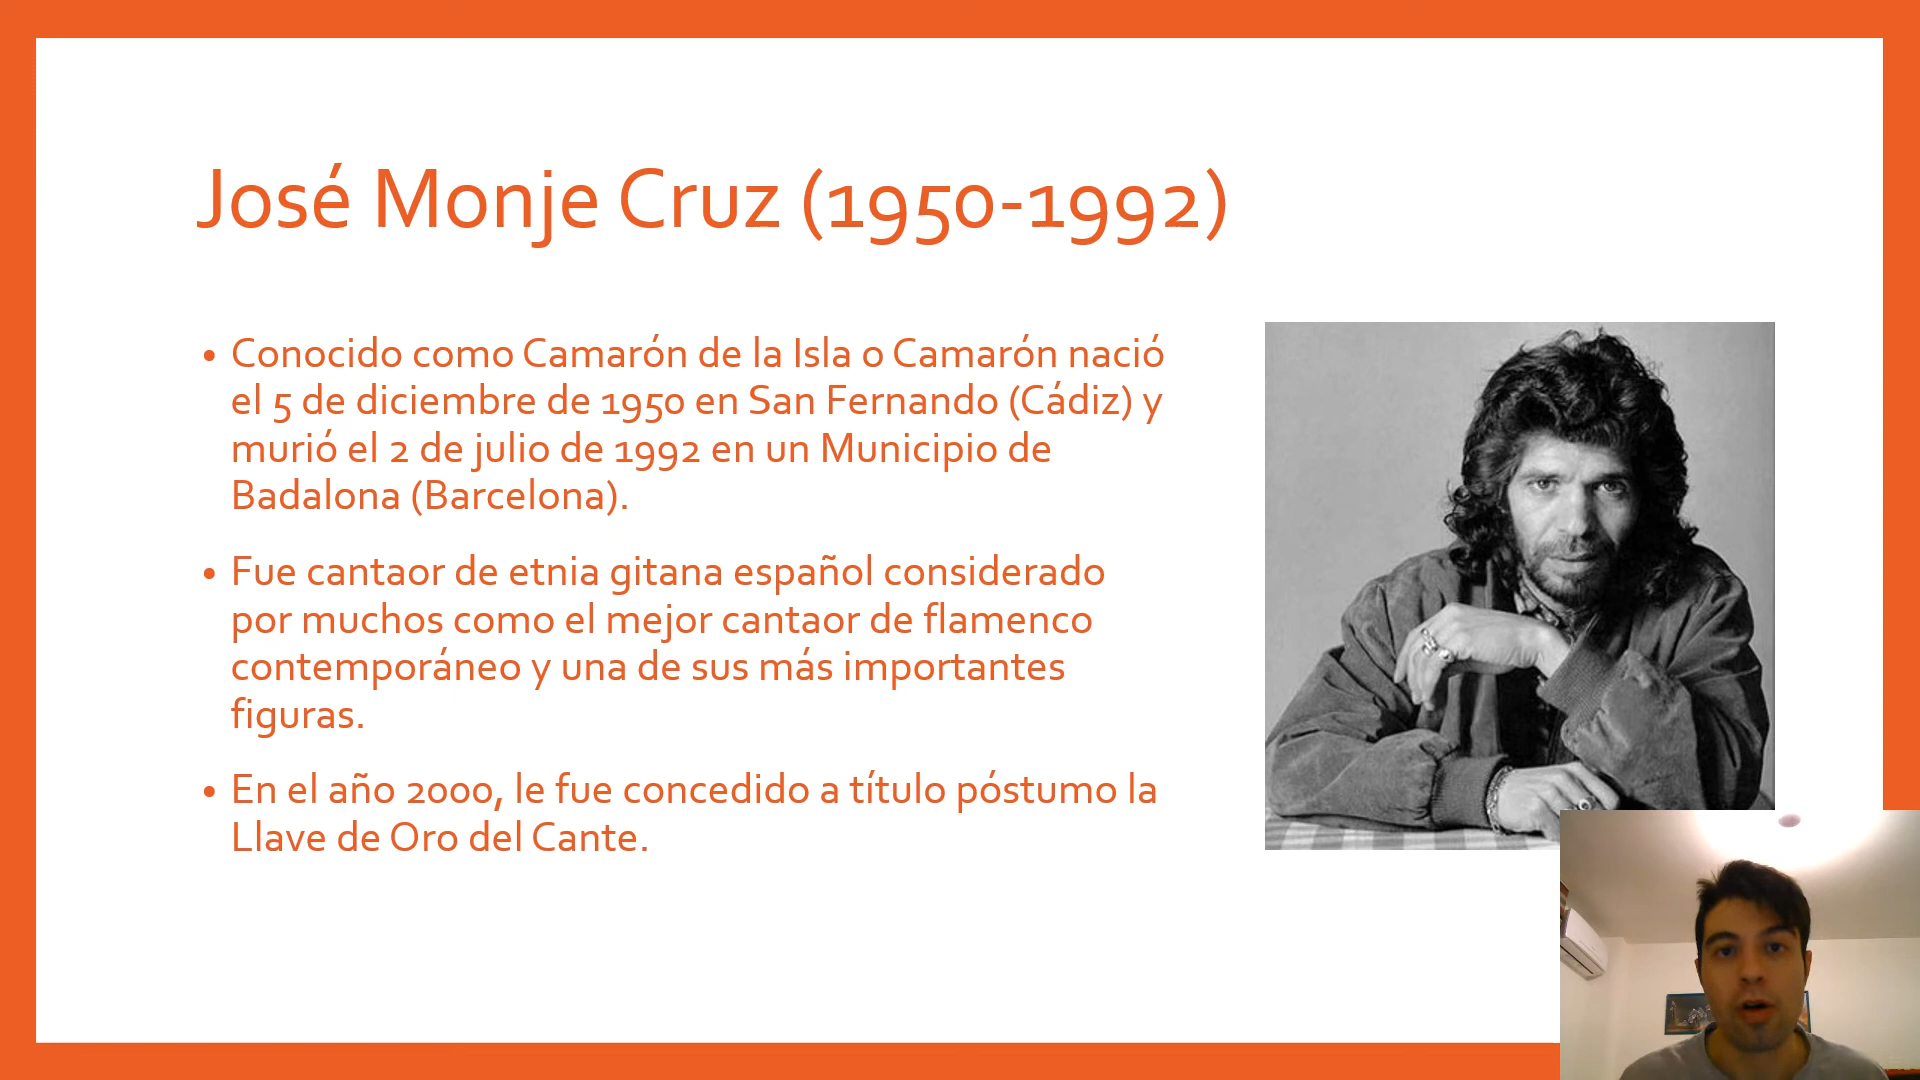 José Monje Cruz (1950-1992)
• Conocido como Camarón de la Isla o Camarón nació
el 5 de diciembre de 1950 en San Fernando (Cádiz) y
murió el 2 de julio de 1992 en un Municipio de
Badalona (Barcelona).
• Fue cantaor de etnia gitana español considerado
por muchos como el mejor cantaor de flamenco
contemporáneo y una de sus más importantes
figuras.
• En el año 2000, le fue concedido a título póstumo la
Llave de Oro del Cante.